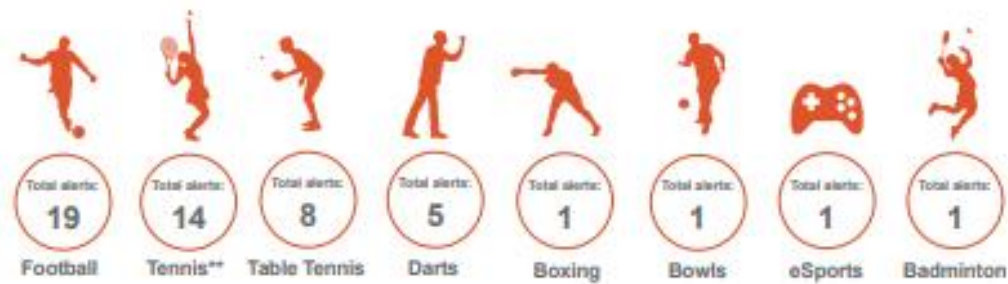 Total alerts: Total alerts: Total alerts: Total alerts: Total alerts: Total alerts: Total alerts: Total alerts:
19 14 8 5 1 1 1 1
Football Tennis** Table Tennis Darts Boxing Bowls eSports Badminton